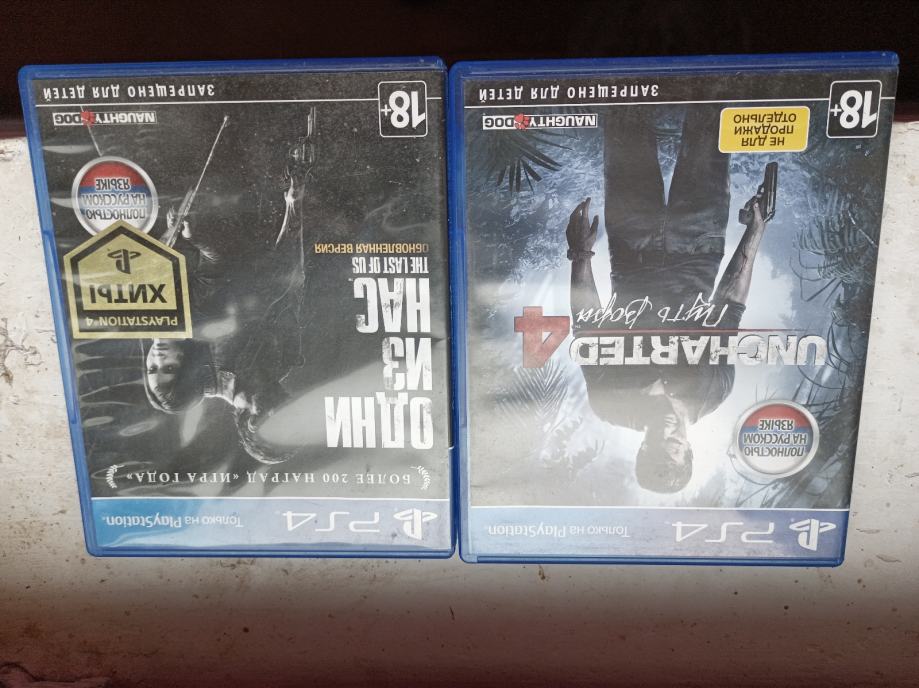 PS4
Только на PlayStation.
БОЛЕЕ 200 НАГРАД «ИГРА ГОДА»
ОДНИ
ИЗ
НАС
THE LAST OF US
ОБНОВЛЕННАЯ ВЕРСИЯ
PLAYSTATION 4
ХИТЫ
ПОЛНОСТЬЮ
НА РУССКОМ
ЯЗЫКЕ
18+
NAUGHTY DOG
ЗАПРЕЩЕНО ДЛЯ ДЕТЕЙ
PS4
Только на PlayStation.
ПОЛНОСТЬЮ
НА РУССКОМ
ЯЗЫКЕ
UNCHARTED 4
Путь Вора
TM
НЕ ДЛЯ
ПРОДАЖИ
ОТДЕЛЬНО
18+
NAUGHTY DOG
ЗАПРЕЩЕНО ДЛЯ ДЕТЕЙ